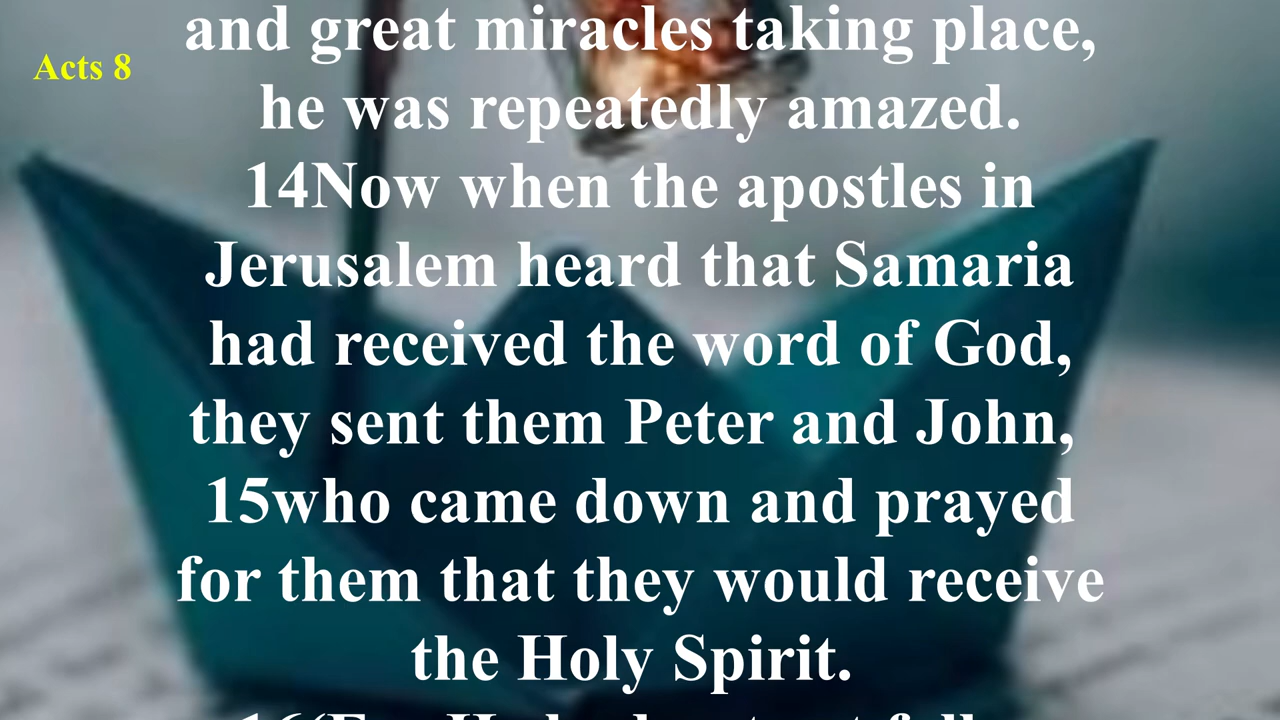 and great miracles taking place,
Acts 8
he was repeatedly amazed.
14Now when the apostles in
Jerusalem heard that Samaria
had received the word of God,
they sent them Peter and John,
15who came down and prayed
for them that they would receive
the Holy Spirit.